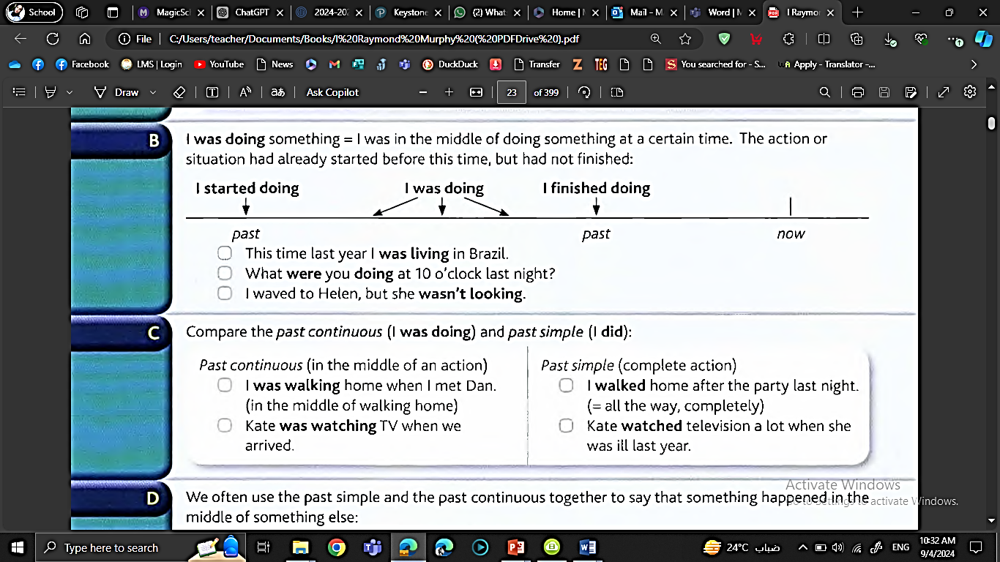 School
MagicScl
ChatGPT
2024-20
Keystone
(2) What
Home | M
Mail - M
Word | M
I Raymor
File
C:/Users/teacher/Documents/Books/I%20Raymond%20Murphy%20(%20PDFDrive%20).pdf
Facebook
LMS | Login
YouTube
News
DuckDuck
Transfer
TEG
You searched for - S...
Apply - Translator -...
Draw
Ask Copilot
23
of 399
B
I was doing something = I was in the middle of doing something at a certain time. The action or
situation had already started before this time, but had not finished:
I started doing
I was doing
I finished doing
past
past
now
This time last year I was living in Brazil.
What were you doing at 10 o'clock last night?
I waved to Helen, but she wasn't looking.
C
Compare the past continuous (I was doing) and past simple (I did):
Past continuous (in the middle of an action)
I was walking home when I met Dan.
(in the middle of walking home)
Kate was watching TV when we
arrived.
Past simple (complete action)
I walked home after the party last night.
(= all the way, completely)
Kate watched television a lot when she
was ill last year.
D
We often use the past simple and the past continuous together to say that something happened in the
middle of something else:
Activate Windows
Go to Settings to activate Windows.
Type here to search
24°C ضباب
ENG
10:32 AM
9/4/2024